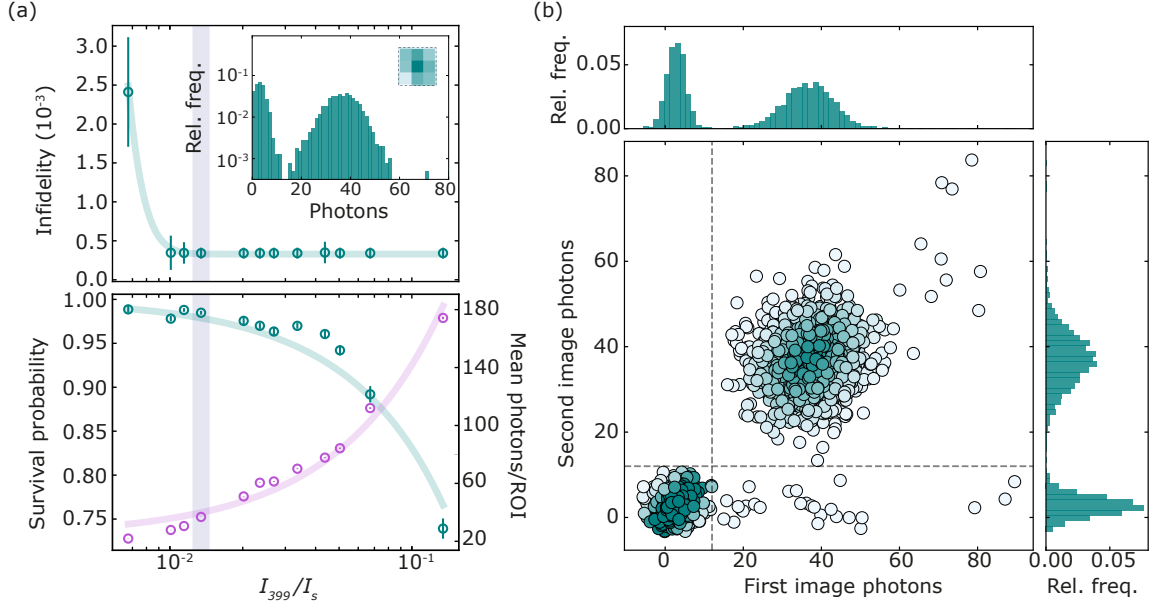 (a)
3.0
2.5
2.0
1.5
1.0
0.5
0.0
Infidelity (10⁻³)
Rel. freq.
10⁻¹
10⁻²
10⁻³
0 20 40 60 80
Photons
1.00
0.95
0.90
0.85
0.80
0.75
Survival probability
180
140
100
60
20
Mean photons/ROI
10⁻² 10⁻¹
I₃₉₉/Iₛ
(b)
Rel. freq.
0.05
0.00
80
60
40
20
0
Second image photons
0 20 40 60 80
First image photons
0.00 0.05
Rel. freq.